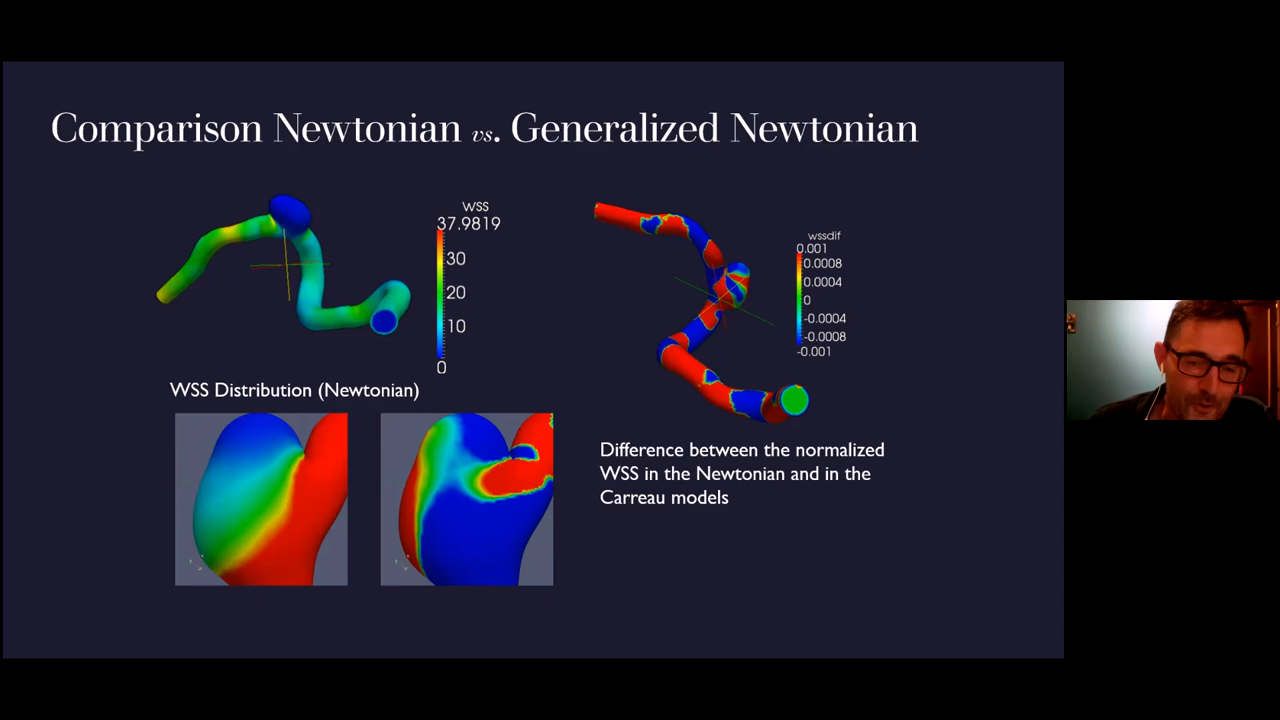 Comparison Newtonian vs. Generalized Newtonian
WSS
37.9819
30
20
10
0
WSS Distribution (Newtonian)
wssdif
0.001
0.0008
0.0004
0
-0.0004
-0.0008
-0.001
Difference between the normalized
WSS in the Newtonian and in the
Carreau models